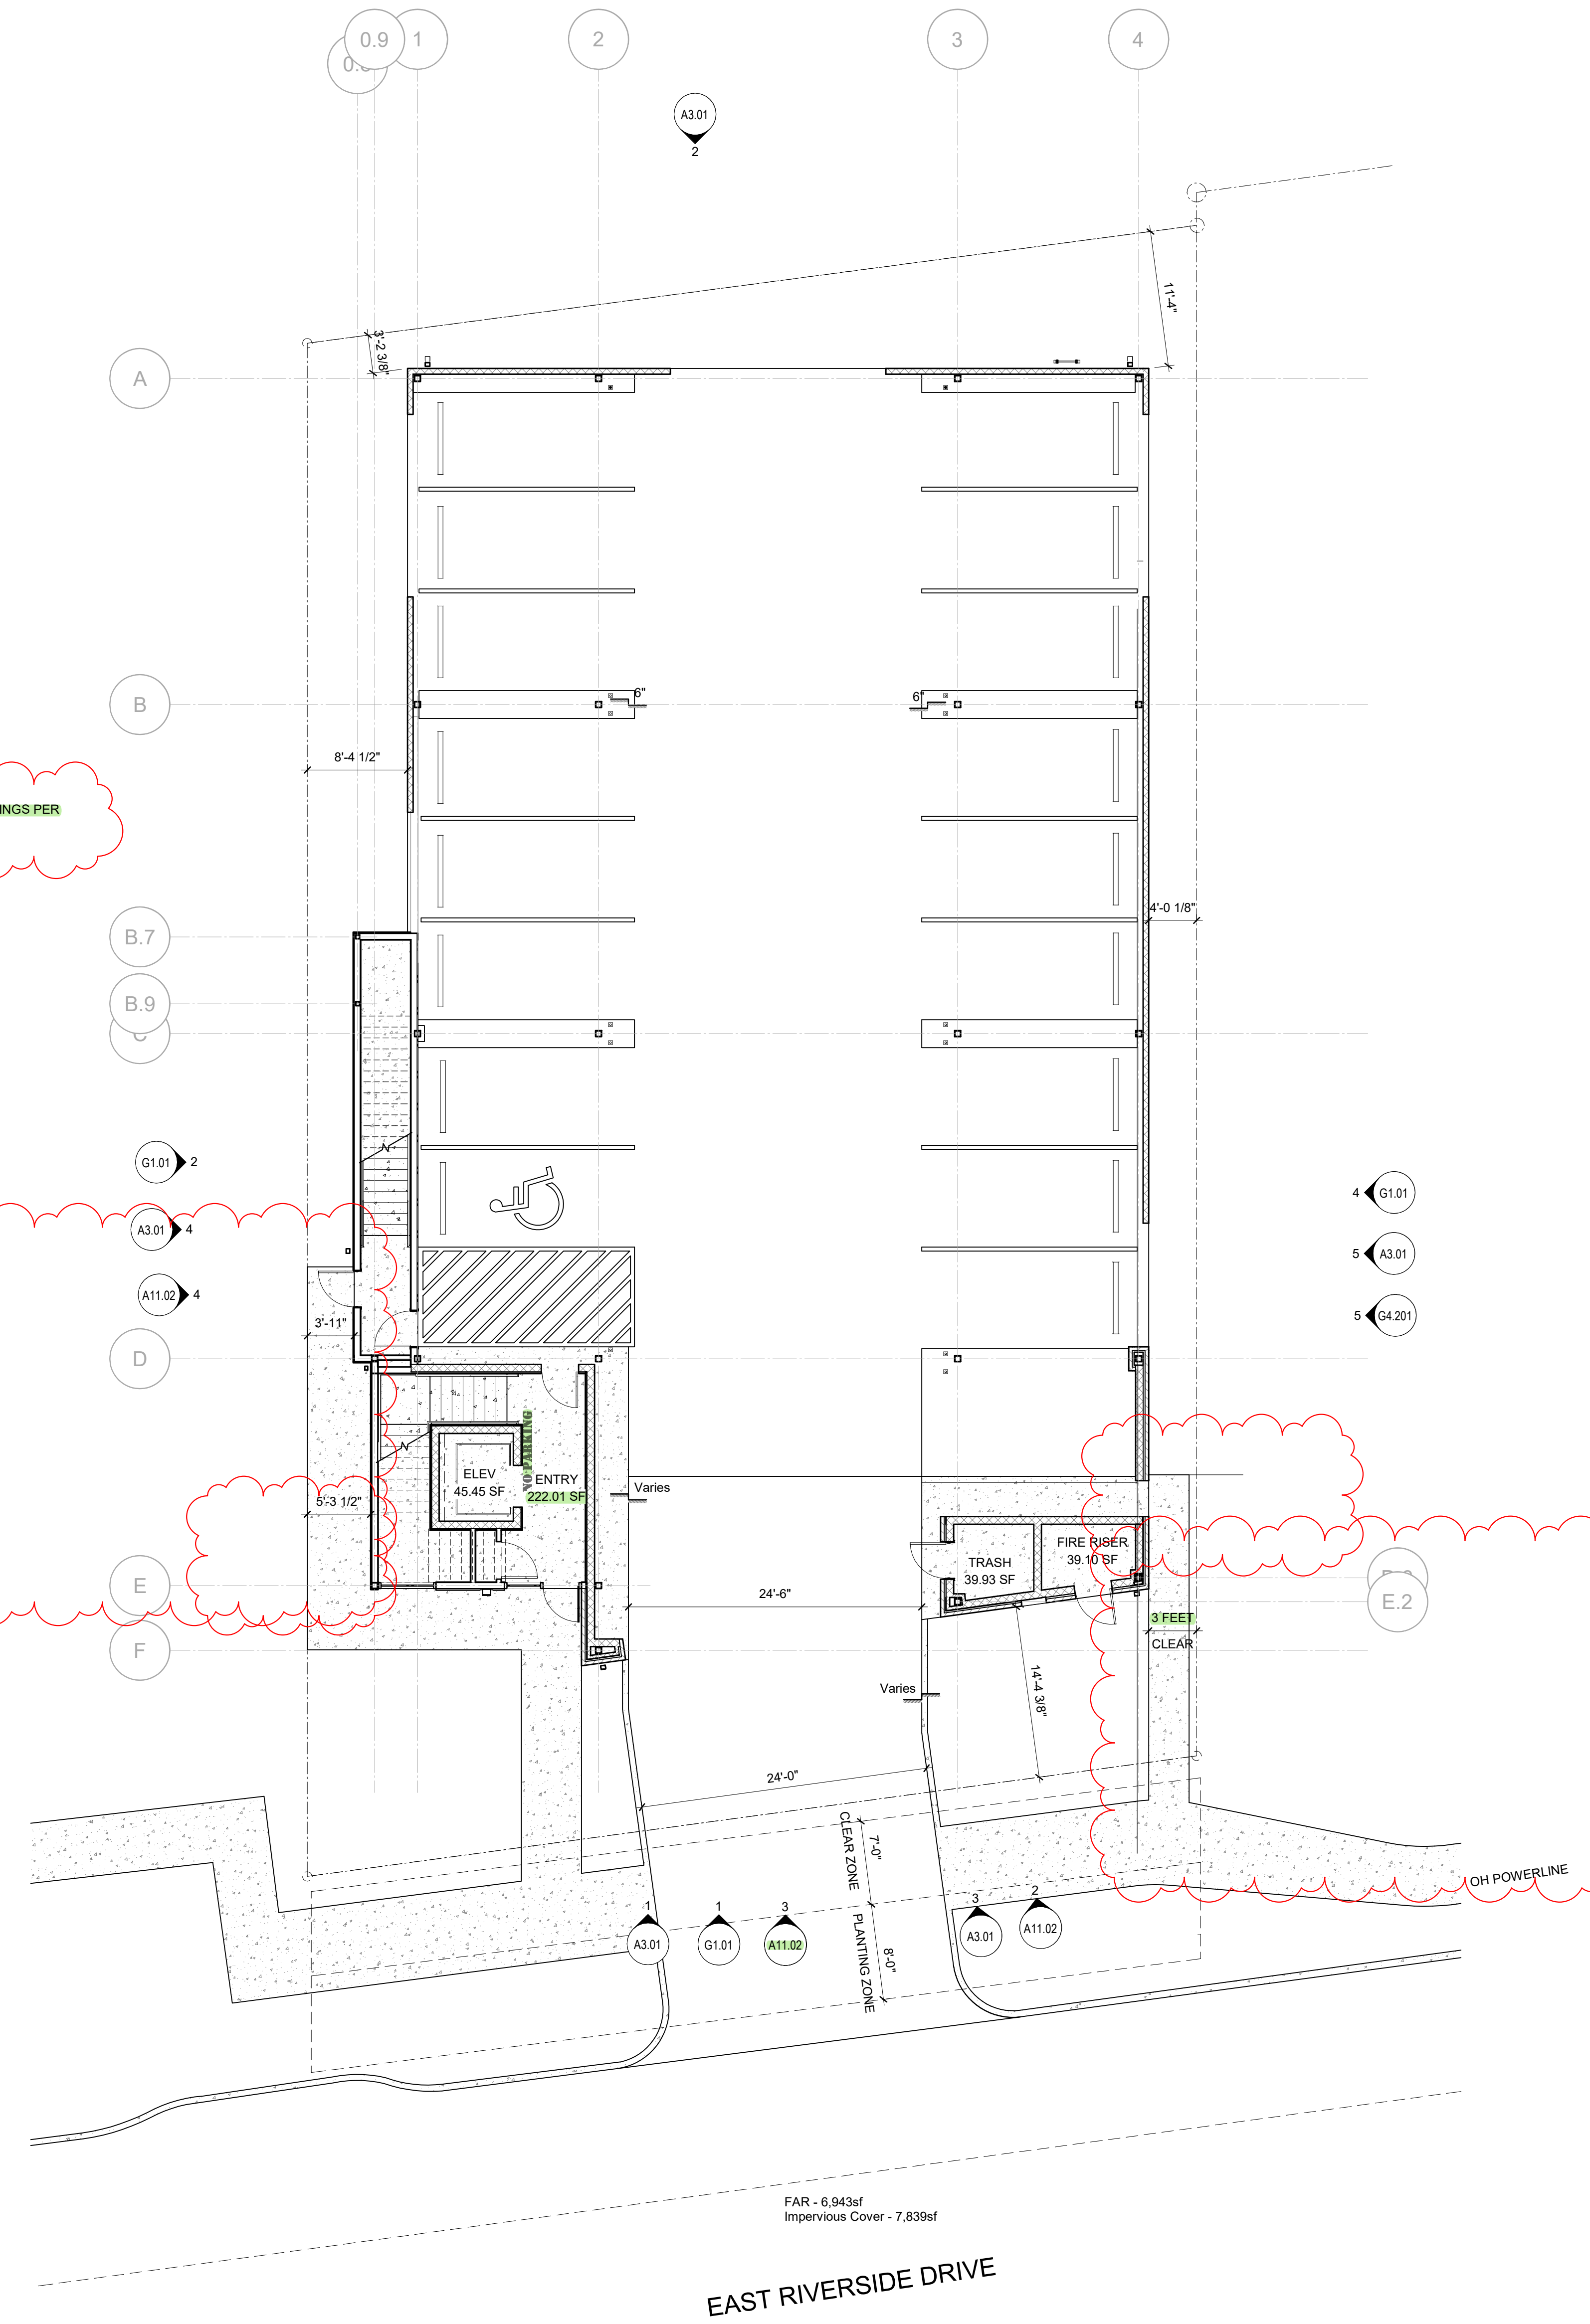 0.9
1
2
3
4
A3.01
2
11'-4"
3'-2 3/8"
A
B
6"
6"
8'-4 1/2"
INGS PER
4'-0 1/8"
B.7
B.9
C
G1.01
2
A3.01
4
A11.02
4
4
G1.01
5
A3.01
5
G4.201
N
3'-11"
D
N
NO PARKING
ELEV
45.45 SF
ENTRY
222.01 SF
Varies
5'-3 1/2"
FIRE RISER
39.10 SF
TRASH
39.93 SF
E
24'-6"
E.2
3 FEET
CLEAR
F
14'-4 3/8"
Varies
24'-0"
CLEAR ZONE
7'-0"
OH POWERLINE
1
A3.01
1
G1.01
3
A11.02
PLANTING ZONE
8'-0"
3
A3.01
2
A11.02
FAR - 6,943sf
Impervious Cover - 7,839sf
EAST RIVERSIDE DRIVE